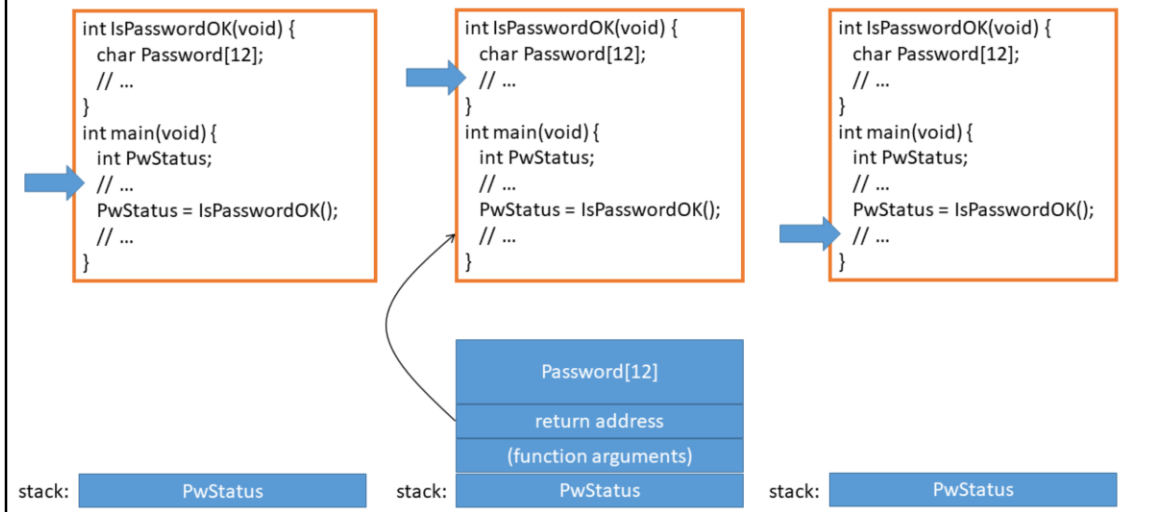 int IsPasswordOK(void) {
char Password[12];
// ...
}
int main(void) {
int PwStatus;
// ...
PwStatus = IsPasswordOK();
// ...
}
int IsPasswordOK(void) {
char Password[12];
// ...
}
int main(void) {
int PwStatus;
// ...
PwStatus = IsPasswordOK();
// ...
}
int IsPasswordOK(void) {
char Password[12];
// ...
}
int main(void) {
int PwStatus;
// ...
PwStatus = IsPasswordOK();
// ...
}
Password[12]
return address
(function arguments)
stack: PwStatus
stack: PwStatus
stack: PwStatus